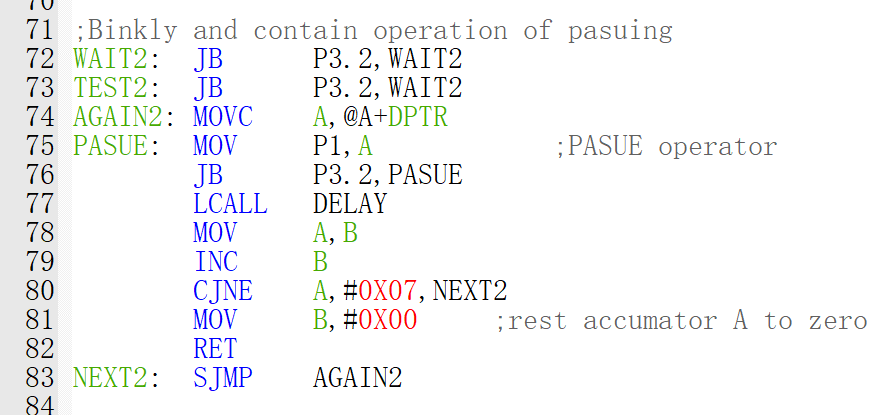 70
71 ;Binkly and contain operation of pasuing
72 WAIT2: JB P3.2,WAIT2
73 TEST2: JB P3.2,WAIT2
74 AGAIN2: MOVC A,@A+DPTR
75 PASUE: MOV P1,A ;PASUE operator
76 JB P3.2,PASUE
77 LCALL DELAY
78 MOV A,B
79 INC B
80 CJNE A,#0X07,NEXT2
81 MOV B,#0X00 ;rest accumator A to zero
82 RET
83 NEXT2: SJMP AGAIN2
84